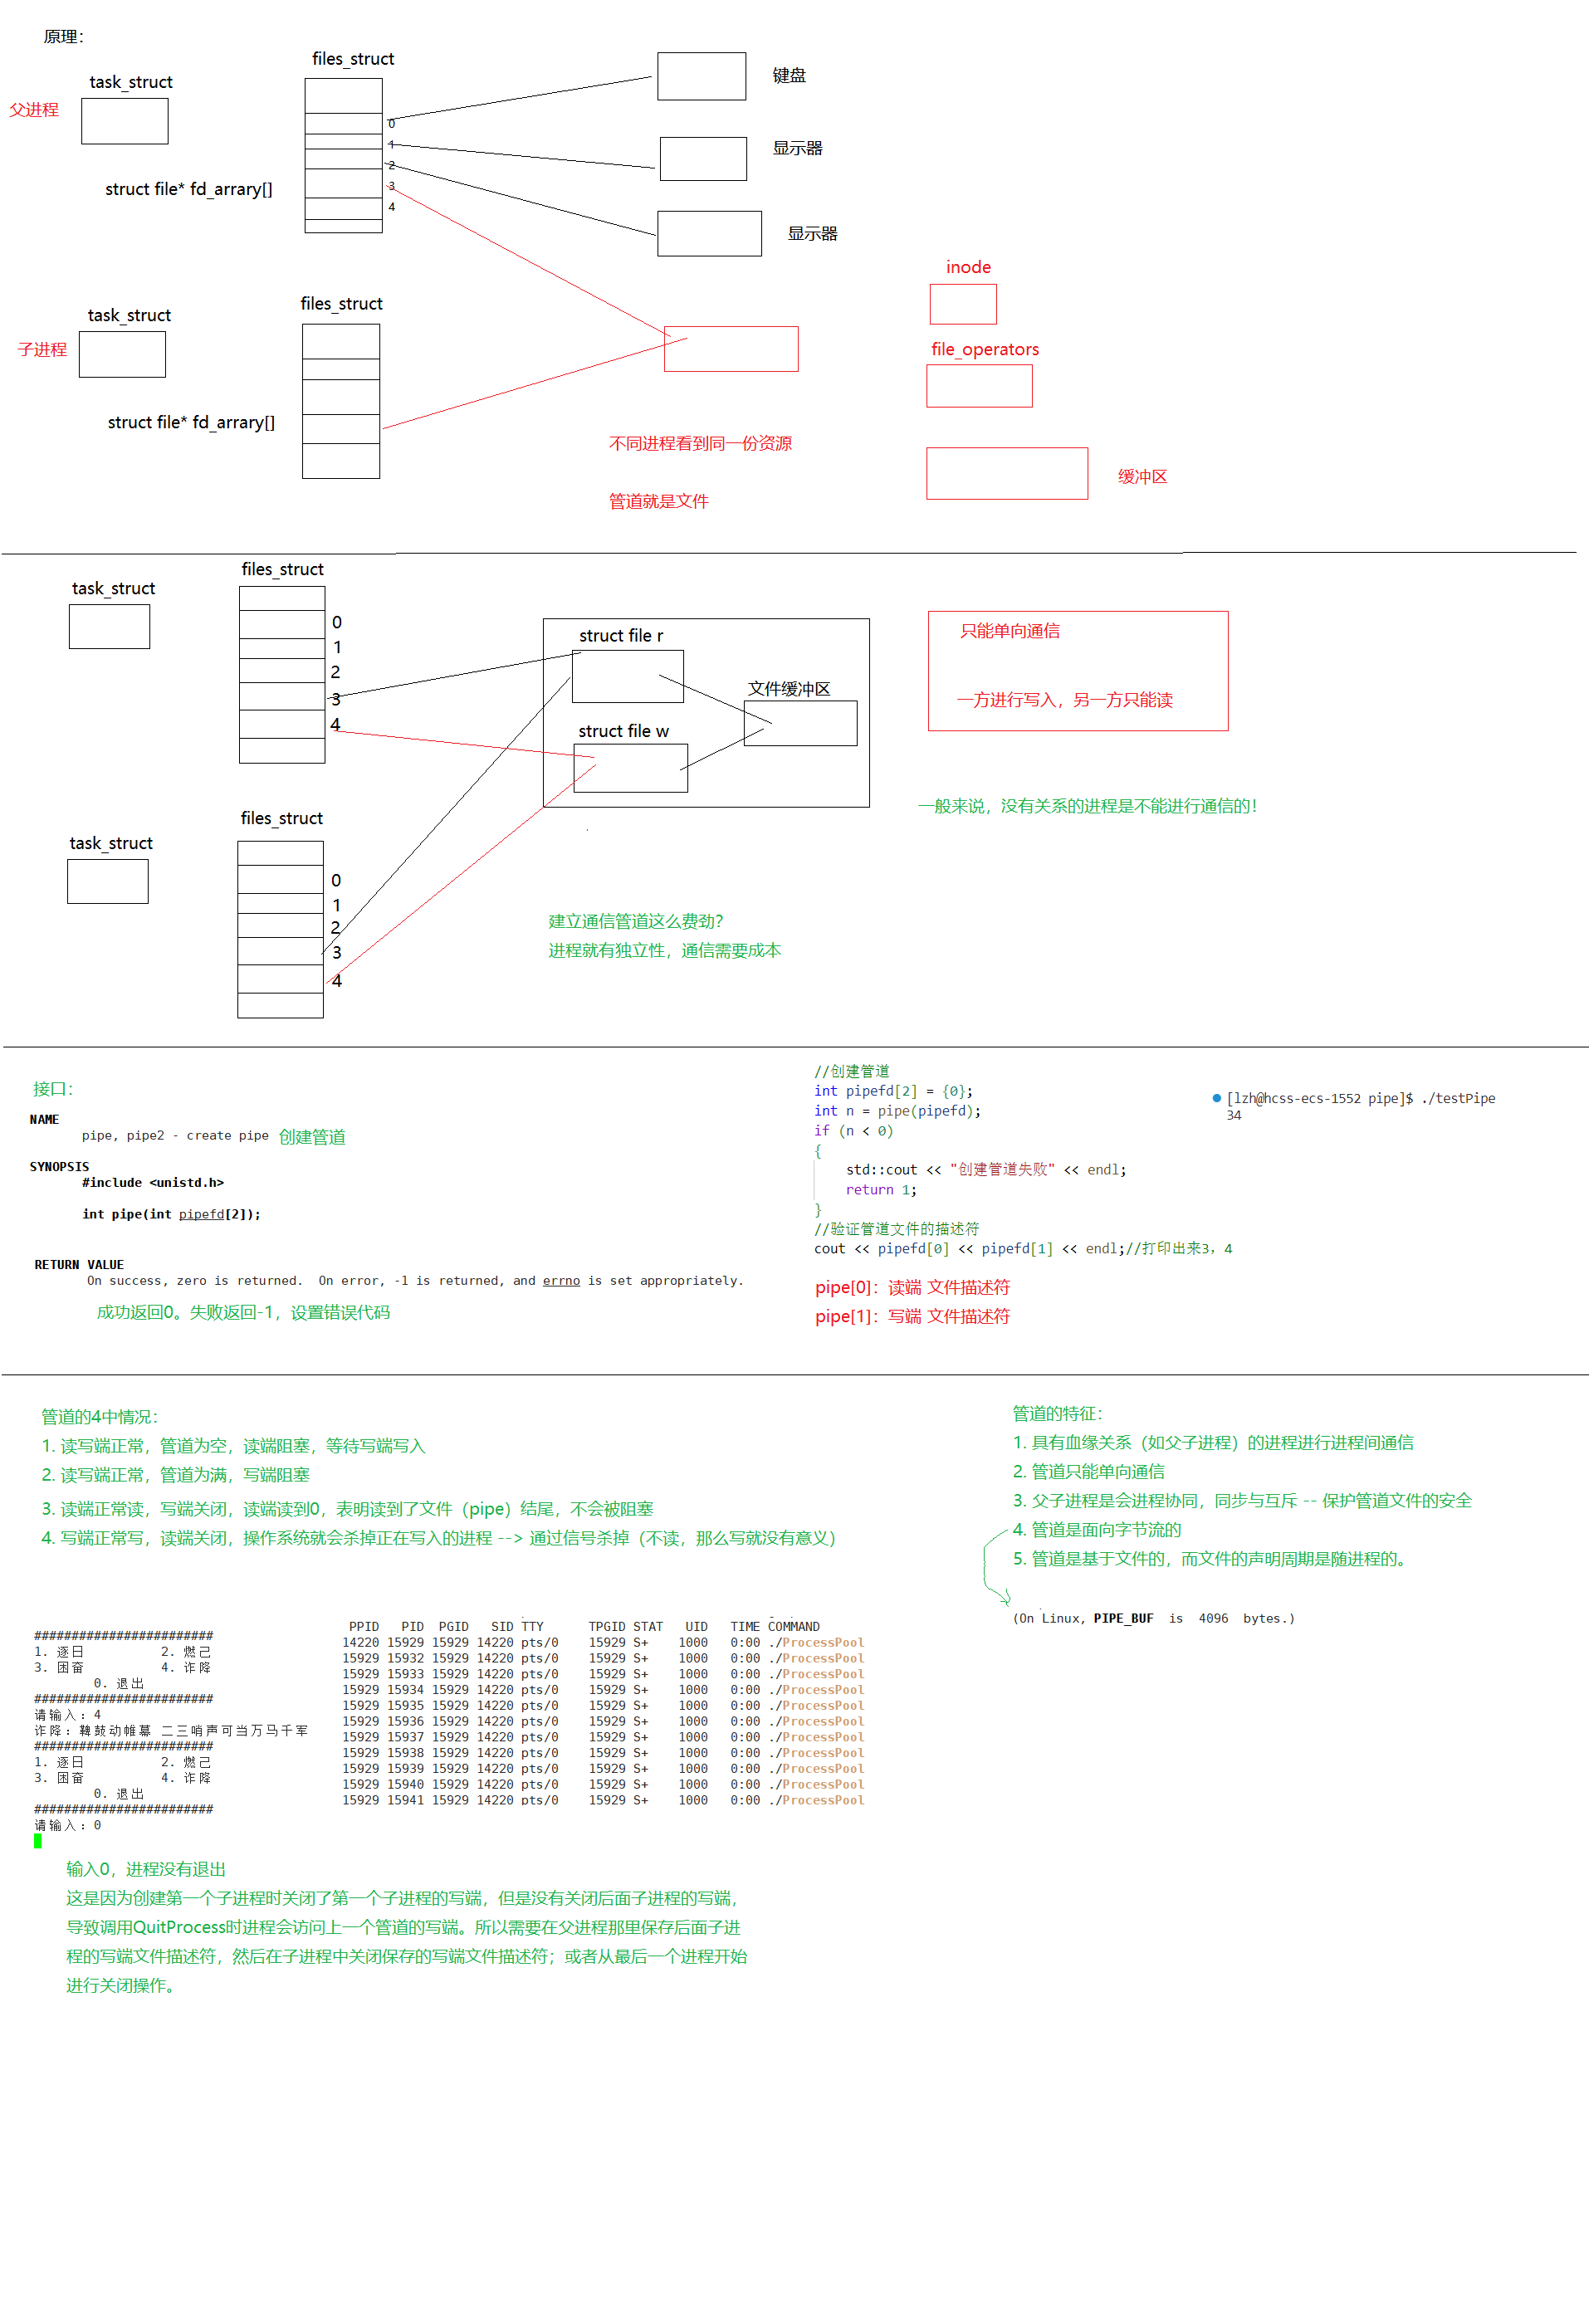 原理：
files_struct
task_struct
父进程
键盘
0
1
显示器
2
struct file* fd_arrary[]
3
4
显示器
inode
files_struct
task_struct
子进程
file_operators
struct file* fd_arrary[]
不同进程看到同一份资源
缓冲区
管道就是文件
files_struct
task_struct
0
1
2
3
4
struct file r
文件缓冲区
struct file w
只能单向通信
一方进行写入，另一方只能读
一般来说，没有关系的进程是不能进行通信的！
files_struct
task_struct
0
1
2
3
4
建立通信管道这么费劲？
进程就有独立性，通信需要成本
接口：
NAME
pipe, pipe2 - create pipe 创建管道
SYNOPSIS
#include <unistd.h>
int pipe(int pipefd[2]);
RETURN VALUE
On success, zero is returned.  On error, -1 is returned, and errno is set appropriately.
成功返回0。失败返回-1，设置错误代码
//创建管道
int pipefd[2] = {0};
int n = pipe(pipefd);
if (n < 0)
{
std::cout << "创建管道失败" << endl;
return 1;
}
//验证管道文件的描述符
cout << pipefd[0] << pipefd[1] << endl;//打印出来3，4
[lzh@hcss-ecs-1552 pipe]$ ./testPipe
34
pipe[0]：读端 文件描述符
pipe[1]：写端 文件描述符
管道的4中情况：
1. 读写端正常，管道为空，读端阻塞，等待写端写入
2. 读写端正常，管道为满，写端阻塞
3. 读端正常读，写端关闭，读端读到0，表明读到了文件（pipe）结尾，不会被阻塞
4. 写端正常写，读端关闭，操作系统就会杀掉正在写入的进程 --> 通过信号杀掉（不读，那么写就没有意义）
管道的特征：
1. 具有血缘关系（如父子进程）的进程进行进程间通信
2. 管道只能单向通信
3. 父子进程是会进程协同，同步与互斥 -- 保护管道文件的安全
4. 管道是面向字节流的
5. 管道是基于文件的，而文件的声明周期是随进程的。
(On Linux, PIPE_BUF  is  4096  bytes.)
########################
1. 逐日 2. 燃己
3. 困奋 4. 诈降
0. 退出
########################
请输入：4
诈降：鞞鼓动帷幕 二三哨声可当万马千军
########################
1. 逐日 2. 燃己
3. 困奋 4. 诈降
0. 退出
########################
请输入：0
PPID PID PGID SID TTY TPGID STAT UID TIME COMMAND
14220 15929 15929 14220 pts/0 15929 S+ 1000 0:00 ./ProcessPool
15929 15932 15929 14220 pts/0 15929 S+ 1000 0:00 ./ProcessPool
15929 15933 15929 14220 pts/0 15929 S+ 1000 0:00 ./ProcessPool
15929 15934 15929 14220 pts/0 15929 S+ 1000 0:00 ./ProcessPool
15929 15935 15929 14220 pts/0 15929 S+ 1000 0:00 ./ProcessPool
15929 15936 15929 14220 pts/0 15929 S+ 1000 0:00 ./ProcessPool
15929 15937 15929 14220 pts/0 15929 S+ 1000 0:00 ./ProcessPool
15929 15938 15929 14220 pts/0 15929 S+ 1000 0:00 ./ProcessPool
15929 15939 15929 14220 pts/0 15929 S+ 1000 0:00 ./ProcessPool
15929 15940 15929 14220 pts/0 15929 S+ 1000 0:00 ./ProcessPool
15929 15941 15929 14220 pts/0 15929 S+ 1000 0:00 ./ProcessPool
输入0，进程没有退出
这是因为创建第一个子进程时关闭了第一个子进程的写端，但是没有关闭后面子进程的写端，
导致调用QuitProcess时进程会访问上一个管道的写端。所以需要在父进程那里保存后面子进
程的写端文件描述符，然后在子进程中关闭保存的写端文件描述符；或者从最后一个进程开始
进行关闭操作。